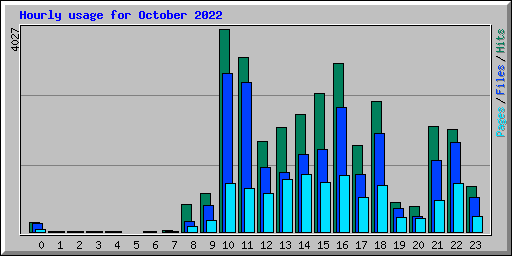 Hourly usage for October 2022
4027
Pages/Files/Hits
0 1 2 3 4 5 6 7 8 9 10 11 12 13 14 15 16 17 18 19 20 21 22 23